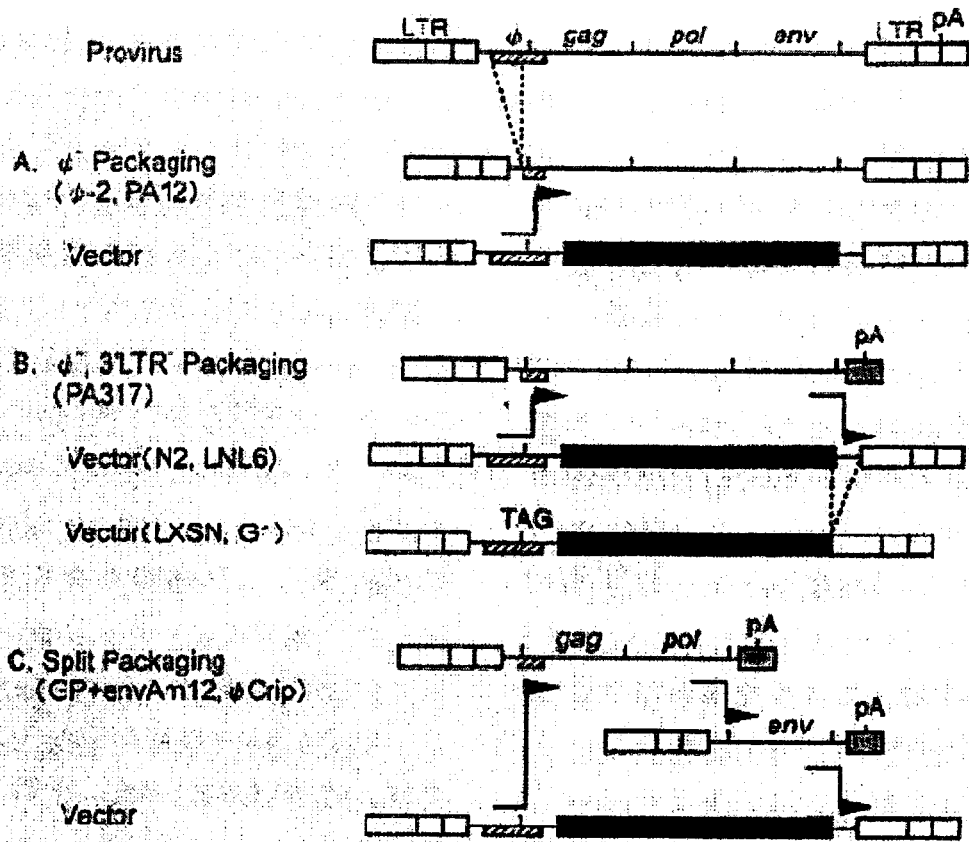 LTR ψ gag pol env LTR pA
Provirus
A. ψ⁻ Packaging
(ψ-2, PA12)
Vector
pA
B. ψ⁻, 3'LTR⁻ Packaging
(PA317)
Vector(N2, LNL6)
TAG
Vector(LXSN, G¹)
gag pol pA
C. Split Packaging
(GP+envAm12, ψCrip)
env pA
Vector